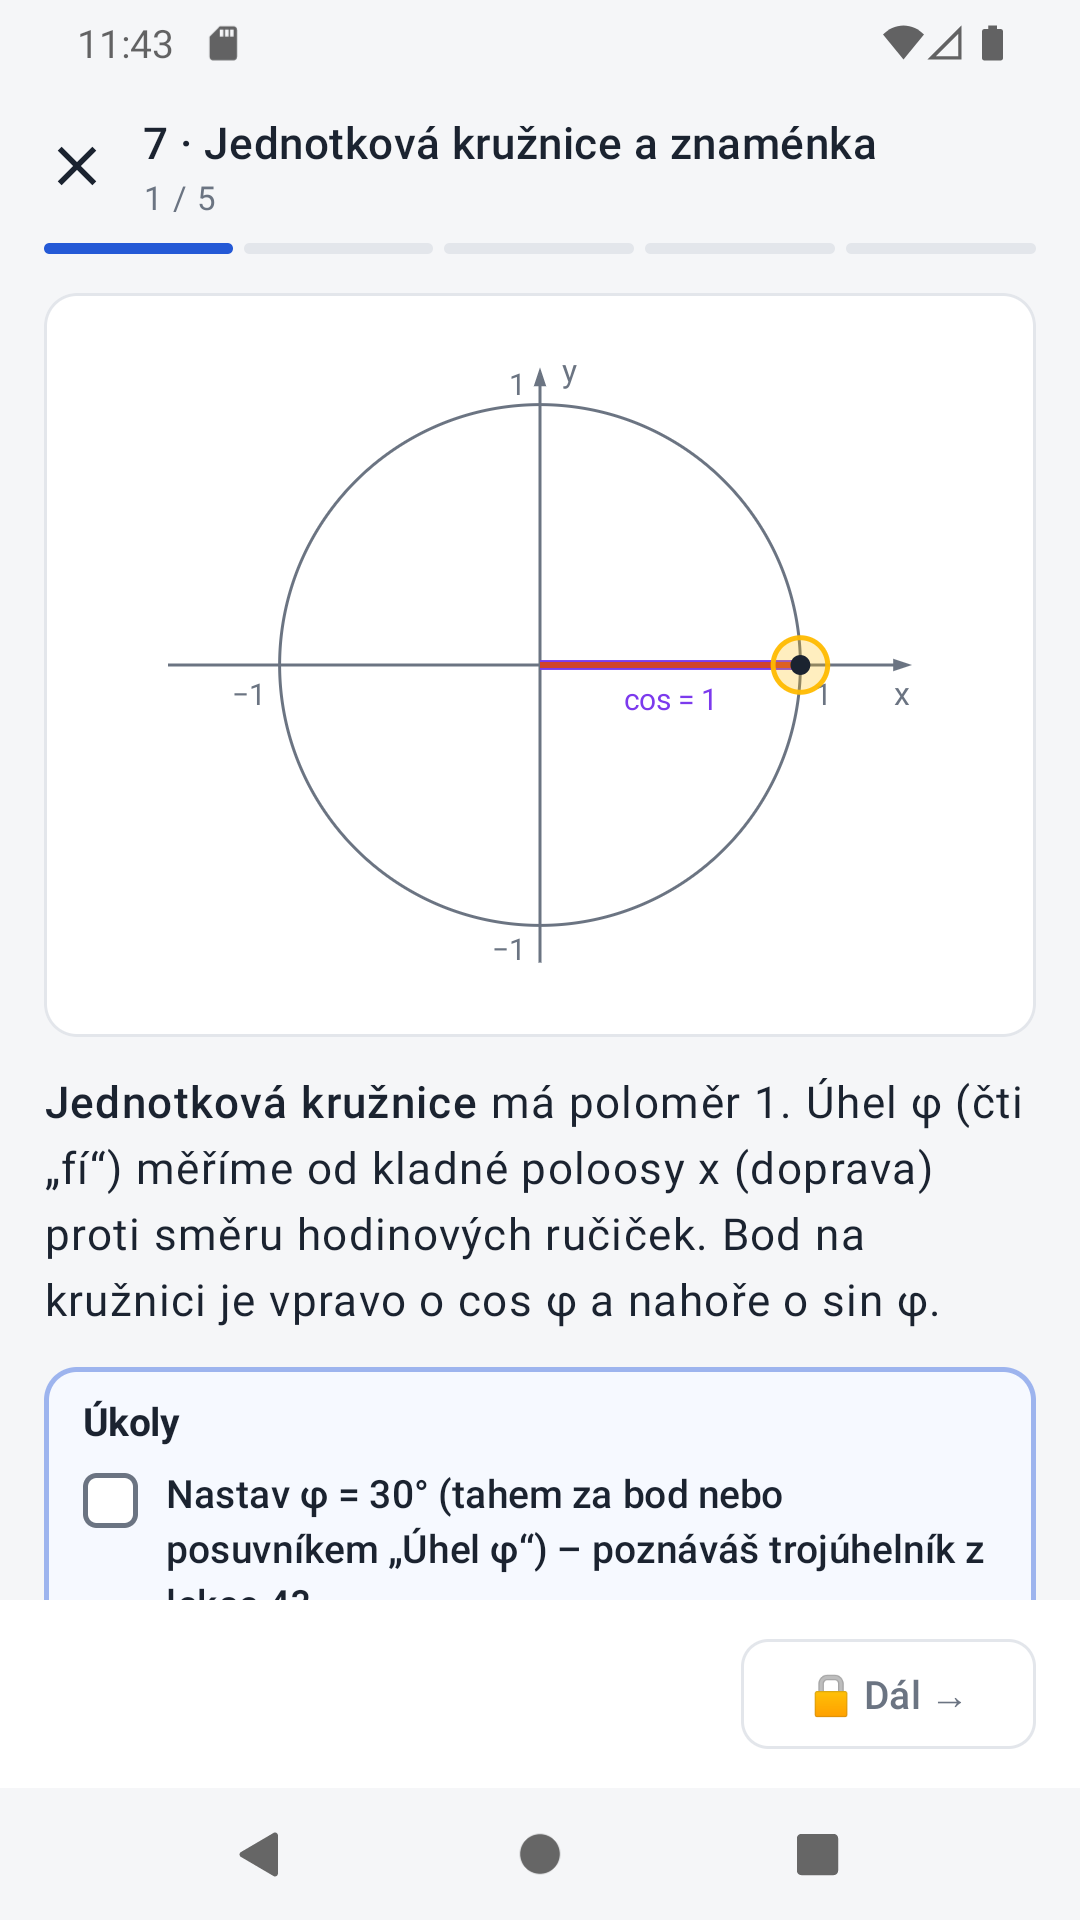 11:43
7 · Jednotková kružnice a znaménka
1 / 5
1
y
−1
cos = 1
1
x
−1
Jednotková kružnice má poloměr 1. Úhel φ (čti
„fí“) měříme od kladné poloosy x (doprava)
proti směru hodinových ručiček. Bod na
kružnici je vpravo o cos φ a nahoře o sin φ.
Úkoly
Nastav φ = 30° (tahem za bod nebo
posuvníkem „Úhel φ“) – poznáváš trojúhelník z
Dál →